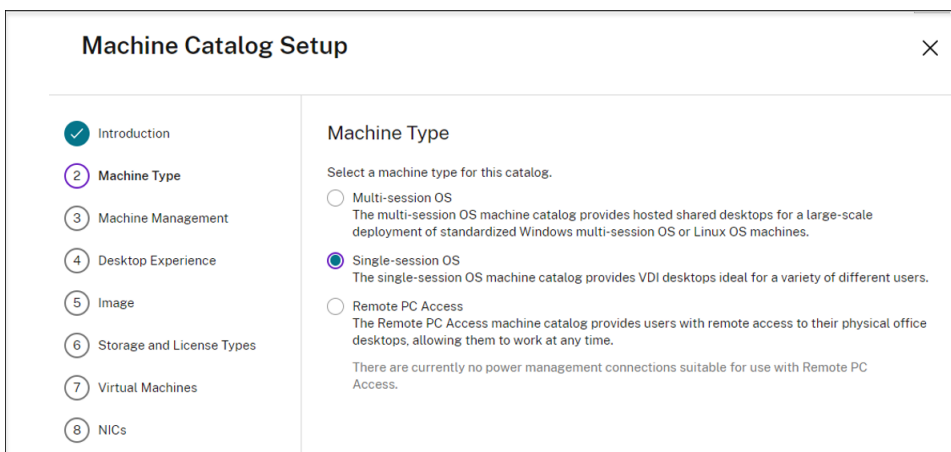 Machine Catalog Setup
Introduction
2 Machine Type
3 Machine Management
4 Desktop Experience
5 Image
6 Storage and License Types
7 Virtual Machines
8 NICs
Machine Type
Select a machine type for this catalog.
Multi-session OS
The multi-session OS machine catalog provides hosted shared desktops for a large-scale
deployment of standardized Windows multi-session OS or Linux OS machines.
Single-session OS
The single-session OS machine catalog provides VDI desktops ideal for a variety of different users.
Remote PC Access
The Remote PC Access machine catalog provides users with remote access to their physical office
desktops, allowing them to work at any time.
There are currently no power management connections suitable for use with Remote PC
Access.